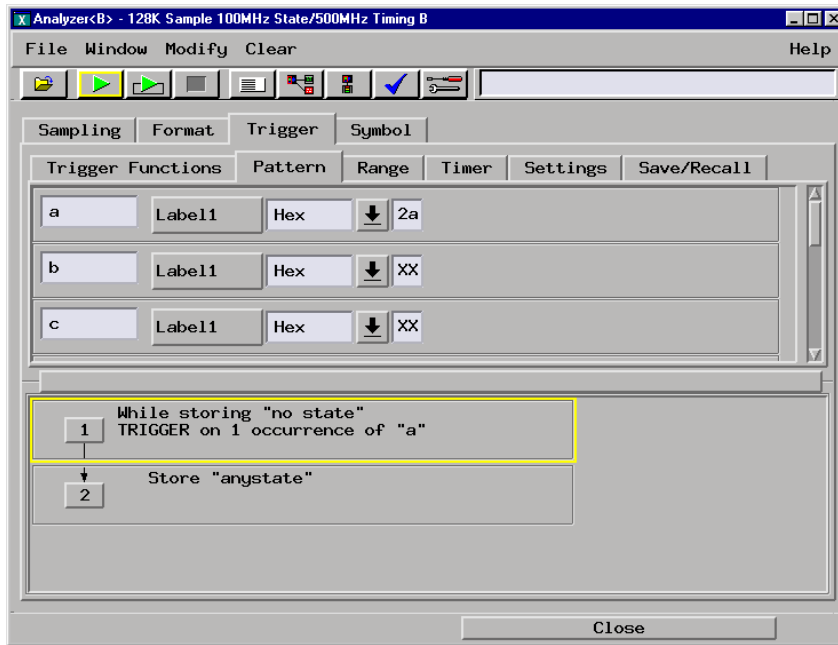 Analyzer<B> - 128K Sample 100MHz State/500MHz Timing B
File Window Modify Clear Help
Sampling Format Trigger Symbol
Trigger Functions Pattern Range Timer Settings Save/Recall
a Label1 Hex 2a
b Label1 Hex XX
c Label1 Hex XX
While storing "no state"
1 TRIGGER on 1 occurrence of "a"
Store "anystate"
2
Close